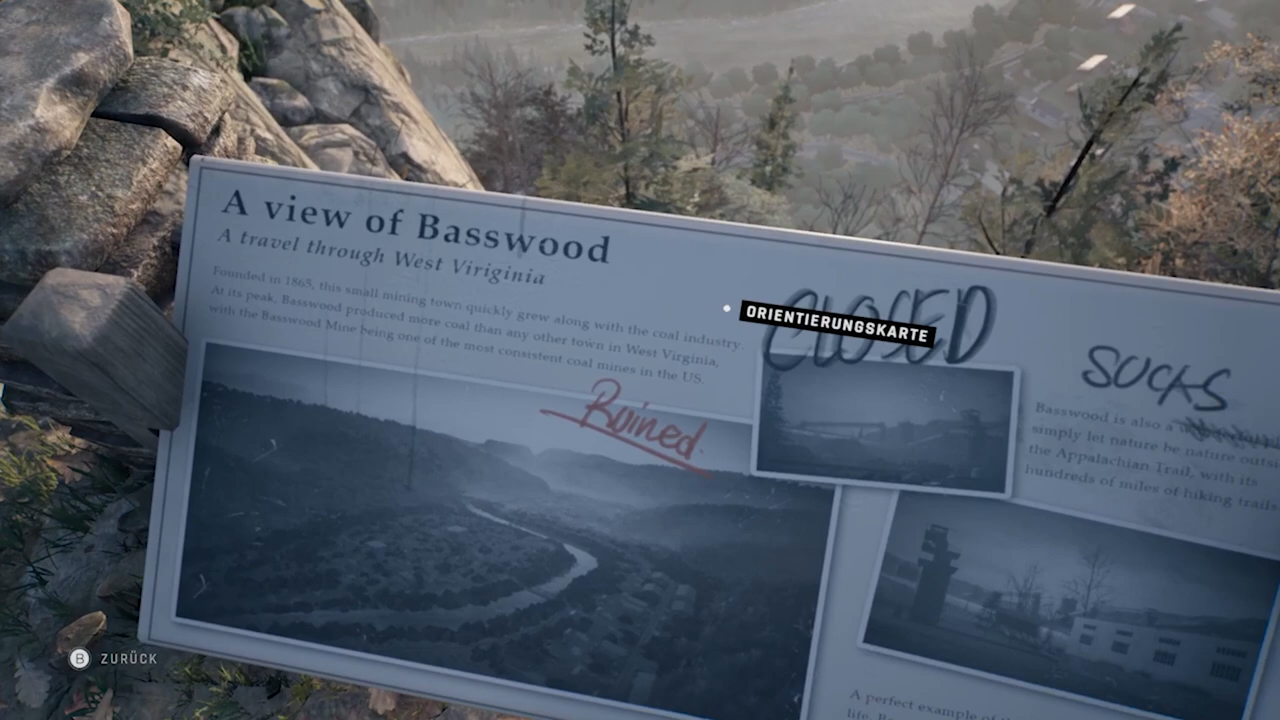 A view of Basswood
A travel through West Viriginia
Founded in 1865, this small mining town quickly grew along with the coal industry.
At its peak, Basswood produced more coal than any other town in West Virginia,
with the Basswood Mine being one of the most consistent coal mines in the US.
Ruined.
CLOSED
ORIENTIERUNGSKARTE
SUCKS
Basswood is also a
simply let nature be nature
the Appalachian Trail, with its
hundreds of miles of hiking trails
A perfect example of
life.
B ZURÜCK